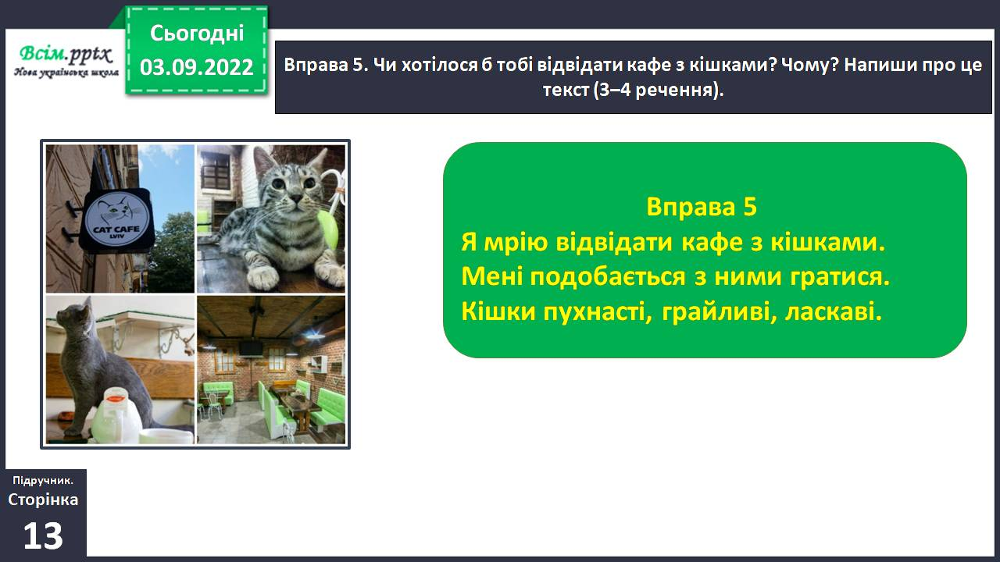 Сьогодні
03.09.2022
Всім.pptx
Нова українська школа
Вправа 5. Чи хотілося б тобі відвідати кафе з кішками? Чому? Напиши про це
текст (3–4 речення).
CAT CAFE
LVIV
Вправа 5
Я мрію відвідати кафе з кішками.
Мені подобається з ними гратися.
Кішки пухнасті, грайливі, ласкаві.
Підручник.
Сторінка
13